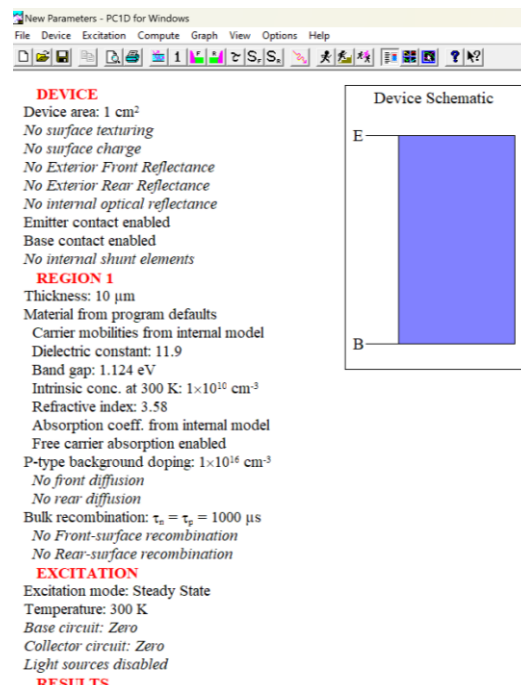 New Parameters - PC1D for Windows
File Device Excitation Compute Graph View Options Help
DEVICE
Device area: 1 cm²
No surface texturing
No surface charge
No Exterior Front Reflectance
No Exterior Rear Reflectance
No internal optical reflectance
Emitter contact enabled
Base contact enabled
No internal shunt elements
REGION 1
Thickness: 10 µm
Material from program defaults
Carrier mobilities from internal model
Dielectric constant: 11.9
Band gap: 1.124 eV
Intrinsic conc. at 300 K: 1×10¹⁰ cm⁻³
Refractive index: 3.58
Absorption coeff. from internal model
Free carrier absorption enabled
P-type background doping: 1×10¹⁶ cm⁻³
No front diffusion
No rear diffusion
Bulk recombination: τₙ = τₚ = 1000 µs
No Front-surface recombination
No Rear-surface recombination
EXCITATION
Excitation mode: Steady State
Temperature: 300 K
Base circuit: Zero
Collector circuit: Zero
Light sources disabled
RESULTS
Device Schematic
E
B